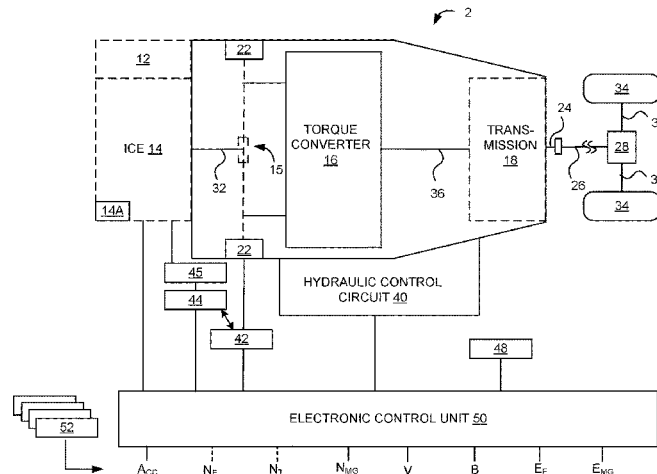 2
12
22
34
ICE 14
15
TORQUE
CONVERTER
16
TRANS-
MISSION
18
24
28
32
36
26
14A
22
34
45
HYDRAULIC CONTROL
CIRCUIT 40
44
42
48
52
ELECTRONIC CONTROL UNIT 50
ACC NE NT NMG V B EF EMG